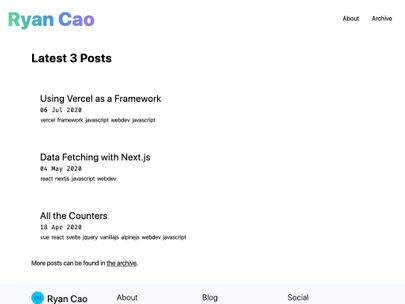 Ryan Cao
About Archive
Latest 3 Posts
Using Vercel as a Framework
06 Jul 2020
vercel framework javascript webdev javascript
Data Fetching with Next.js
04 May 2020
react nextjs javascript webdev
All the Counters
18 Apr 2020
vue react svelte jquery vanillajs alpinejs webdev javascript
More posts can be found in the archive.
Ryan Cao
About
Blog
Social